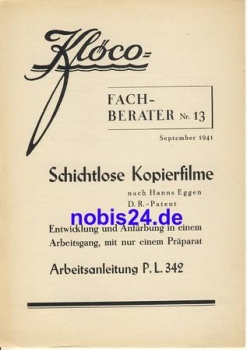 Klöco=
FACH-
BERATER Nr. 13
September 1941
Schichtlose Kopierfilme
nach Hanns Eggen
D. R.-Patent
nobis24.de
Entwicklung und Anfärbung in einem
Arbeitsgang, mit nur einem Präparat
Arbeitsanleitung P. L. 342